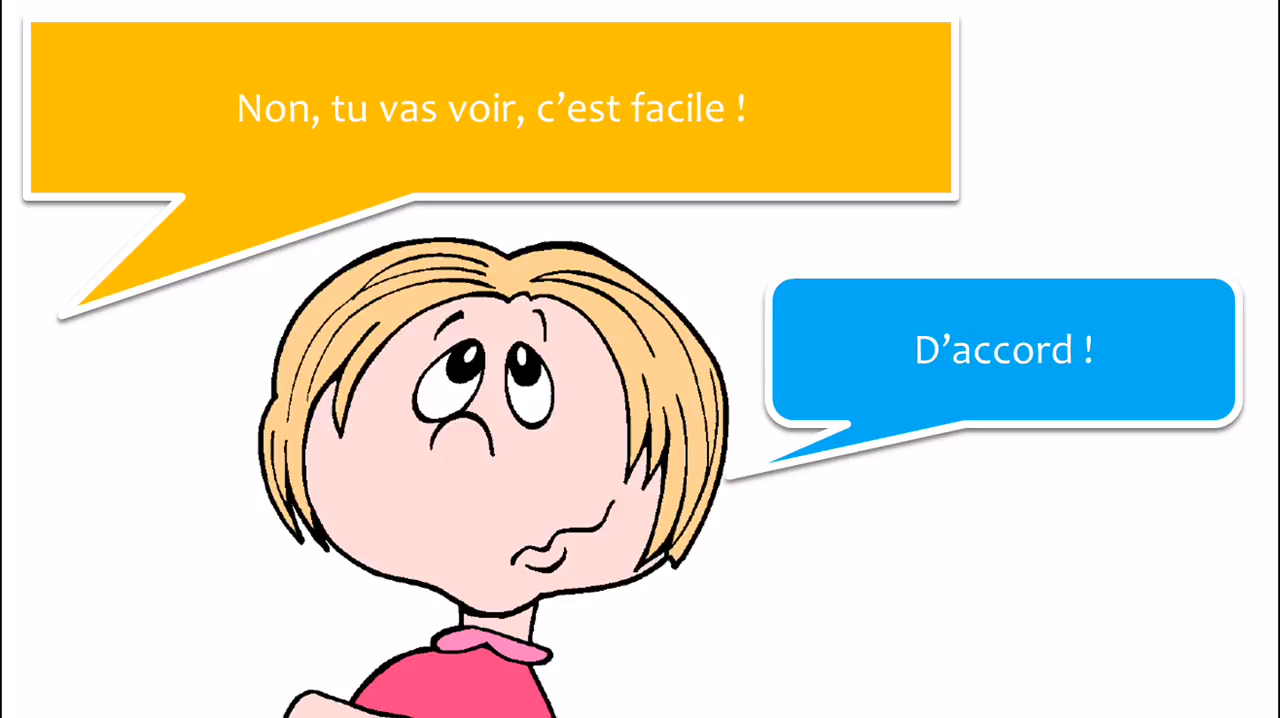 Non, tu vas voir, c’est facile !
D’accord !